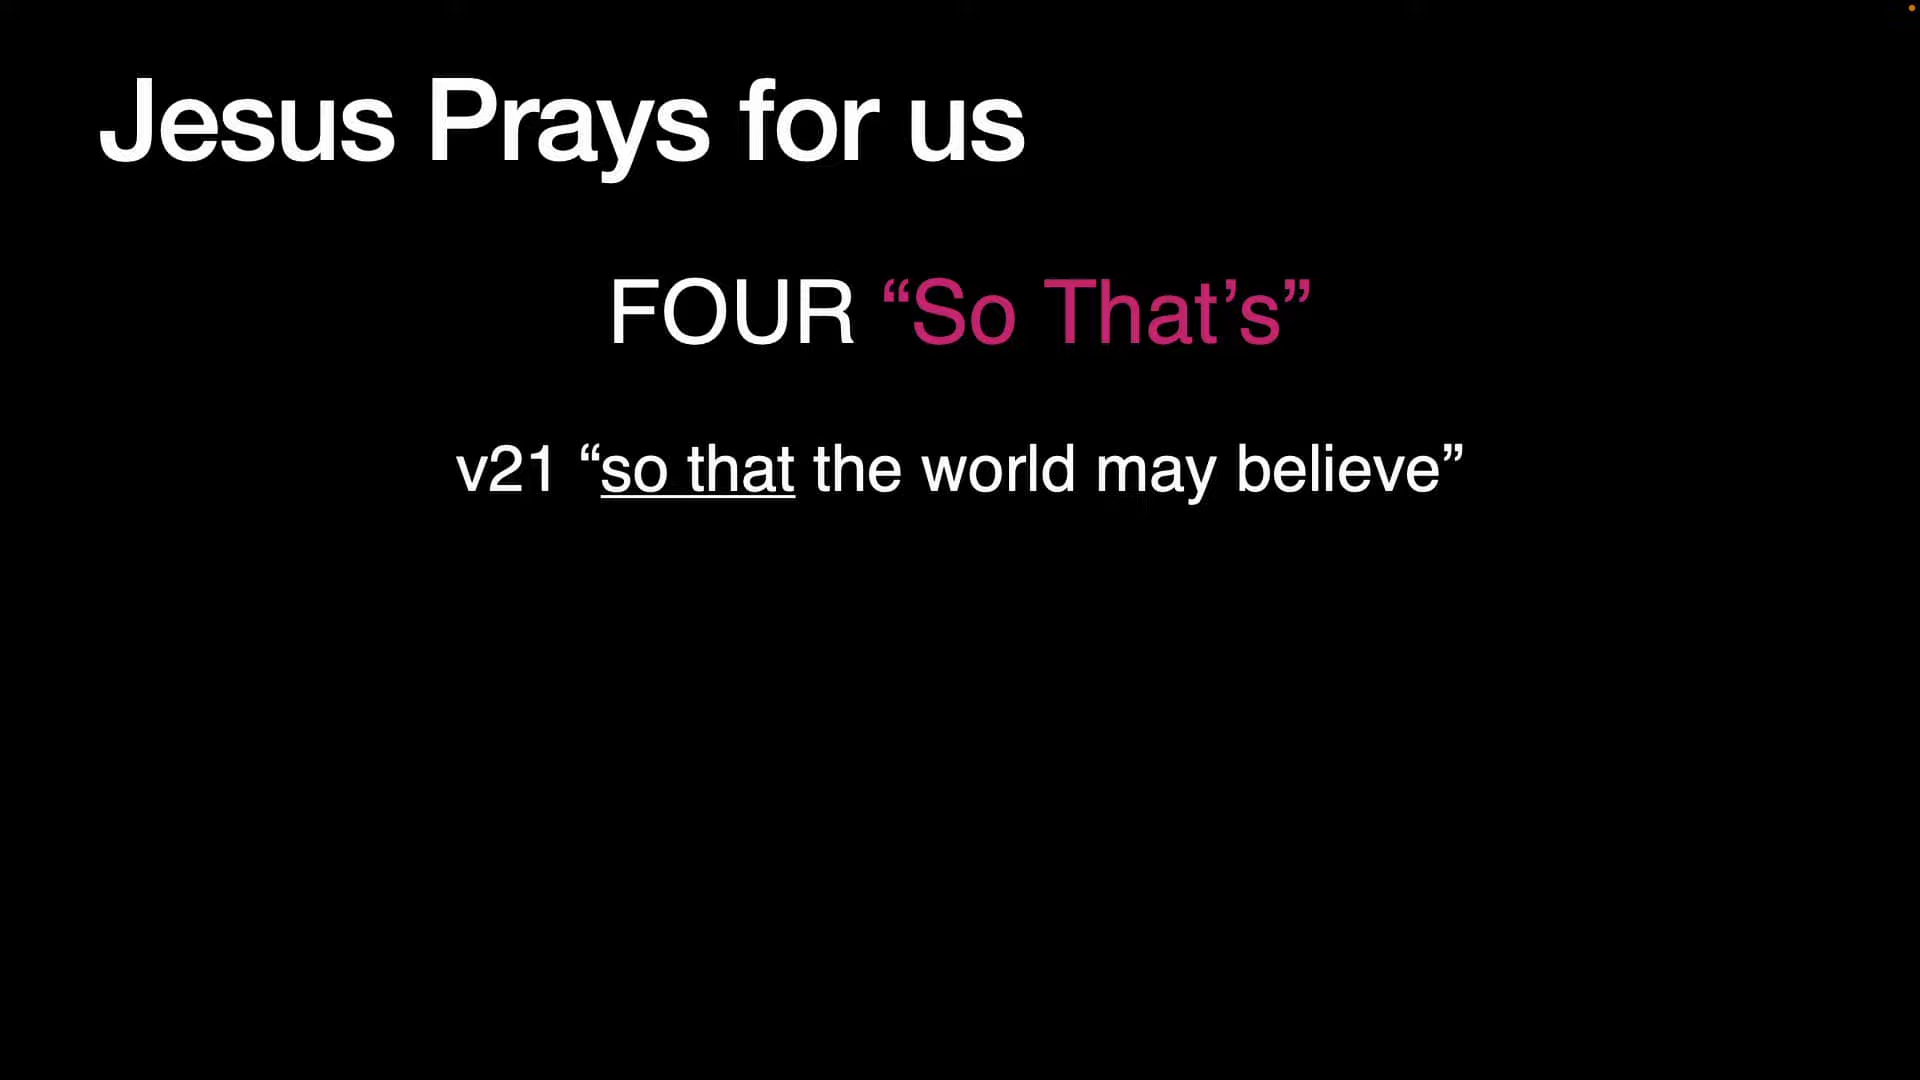 Jesus Prays for us
FOUR “So That’s”
v21 “so that the world may believe”